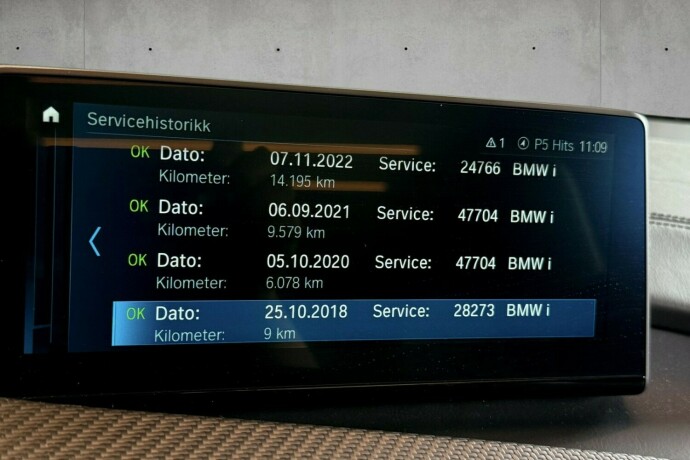 Servicehistorikk
1 P5 Hits 11:09
OK Dato: 07.11.2022 Service: 24766 BMW i
Kilometer: 14.195 km
OK Dato: 06.09.2021 Service: 47704 BMW i
Kilometer: 9.579 km
OK Dato: 05.10.2020 Service: 47704 BMW i
Kilometer: 6.078 km
OK Dato: 25.10.2018 Service: 28273 BMW i
Kilometer: 9 km